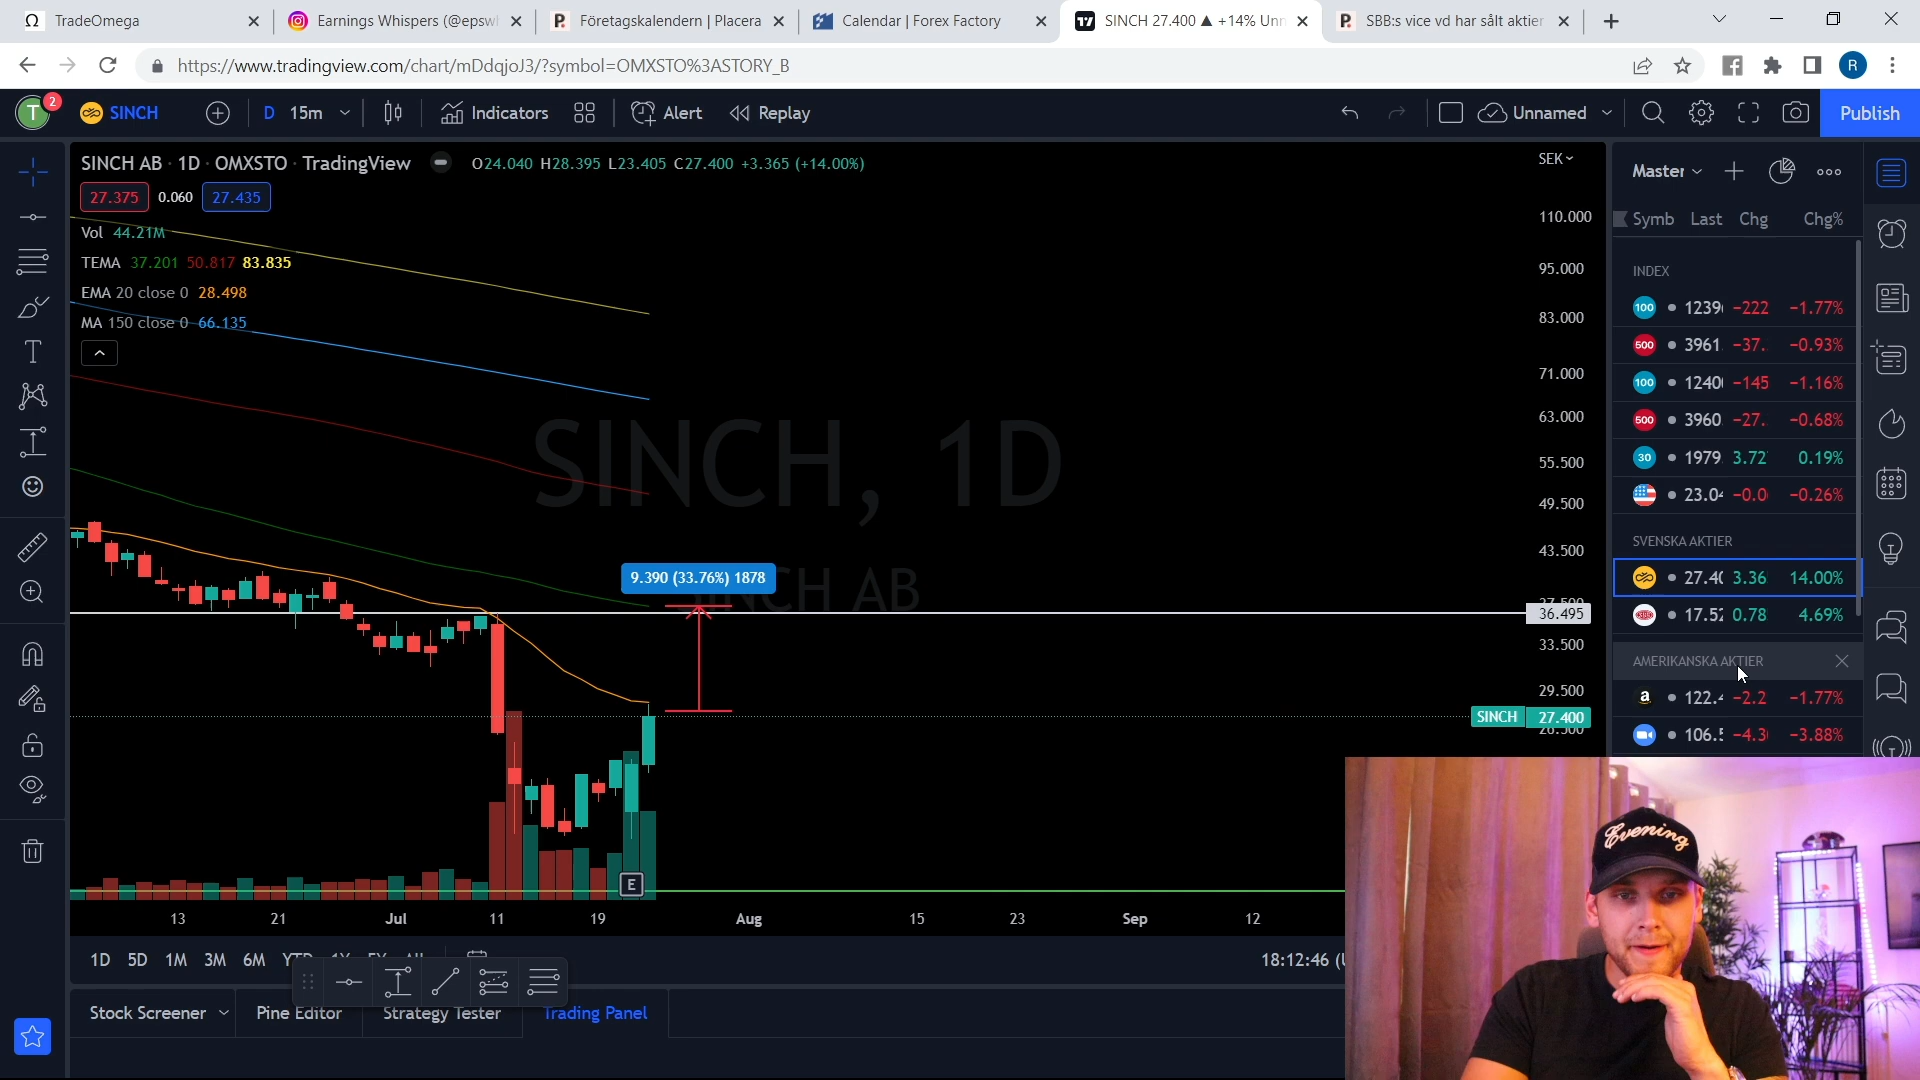 TradeOmega
Earnings Whispers (@epsw
Företagskalendern | Placera
Calendar | Forex Factory
SINCH 27.400 ▲ +14% Unn
SBB:s vice vd har sålt aktier
https://www.tradingview.com/chart/mDdqjoJ3/?symbol=OMXSTO%3ASTORY_B
R
T 2
SINCH
D 15m
Indicators
Alert
Replay
Unnamed
Publish
SINCH AB · 1D · OMXSTO · TradingView
O24.040 H28.395 L23.405 C27.400 +3.365 (+14.00%)
SEK
27.375 0.060 27.435
Vol 44.21M
TEMA 37.201 50.817 83.835
EMA 20 close 0 28.498
MA 150 close 0 66.135
SINCH, 1D
9.390 (33.76%) 1878
110.000
95.000
83.000
71.000
63.000
55.500
49.500
43.500
36.495
33.500
29.500
SINCH 27.400
E
13 21 Jul 11 19 Aug 15 23 Sep 12
1D 5D 1M 3M 6M
18:12:46
Stock Screener
Pine Editor
Strategy Tester
Trading Panel
Master
Symb Last Chg Chg%
INDEX
100 1239 -222 -1.77%
500 3961. -37. -0.93%
100 1240 -145 -1.16%
500 3960. -27. -0.68%
30 1979. 3.72 0.19%
23.04 -0.0 -0.26%
SVENSKA AKTIER
27.40 3.36 14.00%
17.52 0.78 4.69%
AMERIKANSKA AKTIER
a 122.4 -2.2 -1.77%
106.5 -4.3 -3.88%
Evening